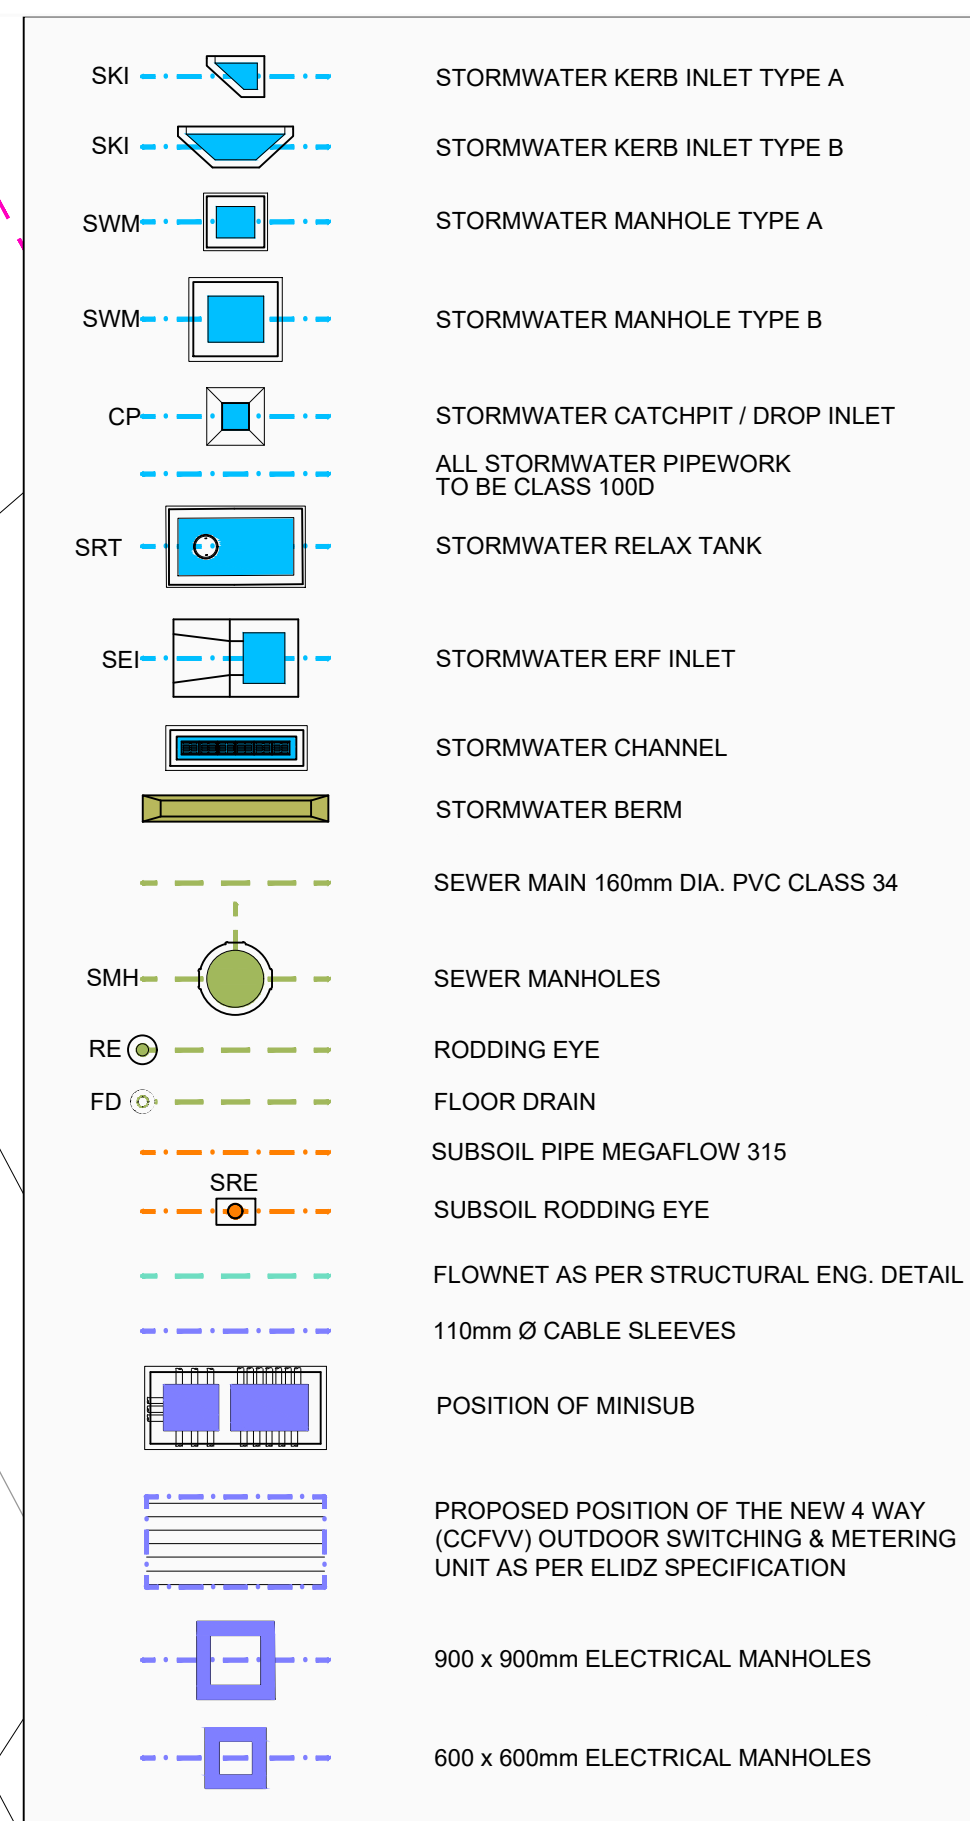 SKI STORMWATER KERB INLET TYPE A
SKI STORMWATER KERB INLET TYPE B
SWM STORMWATER MANHOLE TYPE A
SWM STORMWATER MANHOLE TYPE B
CP STORMWATER CATCHPIT / DROP INLET
ALL STORMWATER PIPEWORK
TO BE CLASS 100D
SRT STORMWATER RELAX TANK
SEI STORMWATER ERF INLET
STORMWATER CHANNEL
STORMWATER BERM
SEWER MAIN 160mm DIA. PVC CLASS 34
SMH SEWER MANHOLES
RE RODDING EYE
FD FLOOR DRAIN
SUBSOIL PIPE MEGAFLOW 315
SRE
SUBSOIL RODDING EYE
FLOWNET AS PER STRUCTURAL ENG. DETAIL
110mm Ø CABLE SLEEVES
POSITION OF MINISUB
PROPOSED POSITION OF THE NEW 4 WAY
(CCFVV) OUTDOOR SWITCHING & METERING
UNIT AS PER ELIDZ SPECIFICATION
900 x 900mm ELECTRICAL MANHOLES
600 x 600mm ELECTRICAL MANHOLES